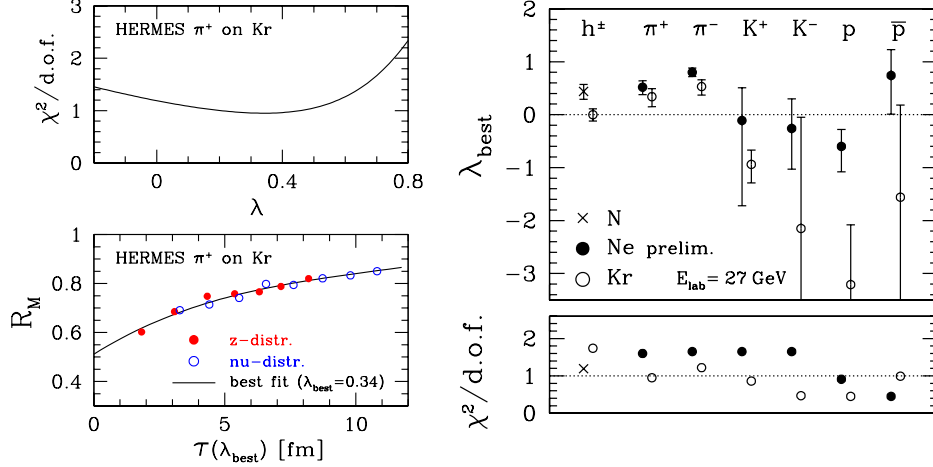 HERMES π⁺ on Kr
χ²/d.o.f.
3
2
1
0
0
0.4
0.8
λ
HERMES π⁺ on Kr
R_M
1.0
0.8
0.6
0.4
z-distr.
nu-distr.
best fit (λ_best=0.34)
0
5
10
τ(λ_best) [fm]
h± π⁺ π⁻ K⁺ K⁻ p p̅
λ_best
2
1
0
-1
-2
-3
N
Ne prelim.
Kr E_lab= 27 GeV
χ²/d.o.f.
2
1
0